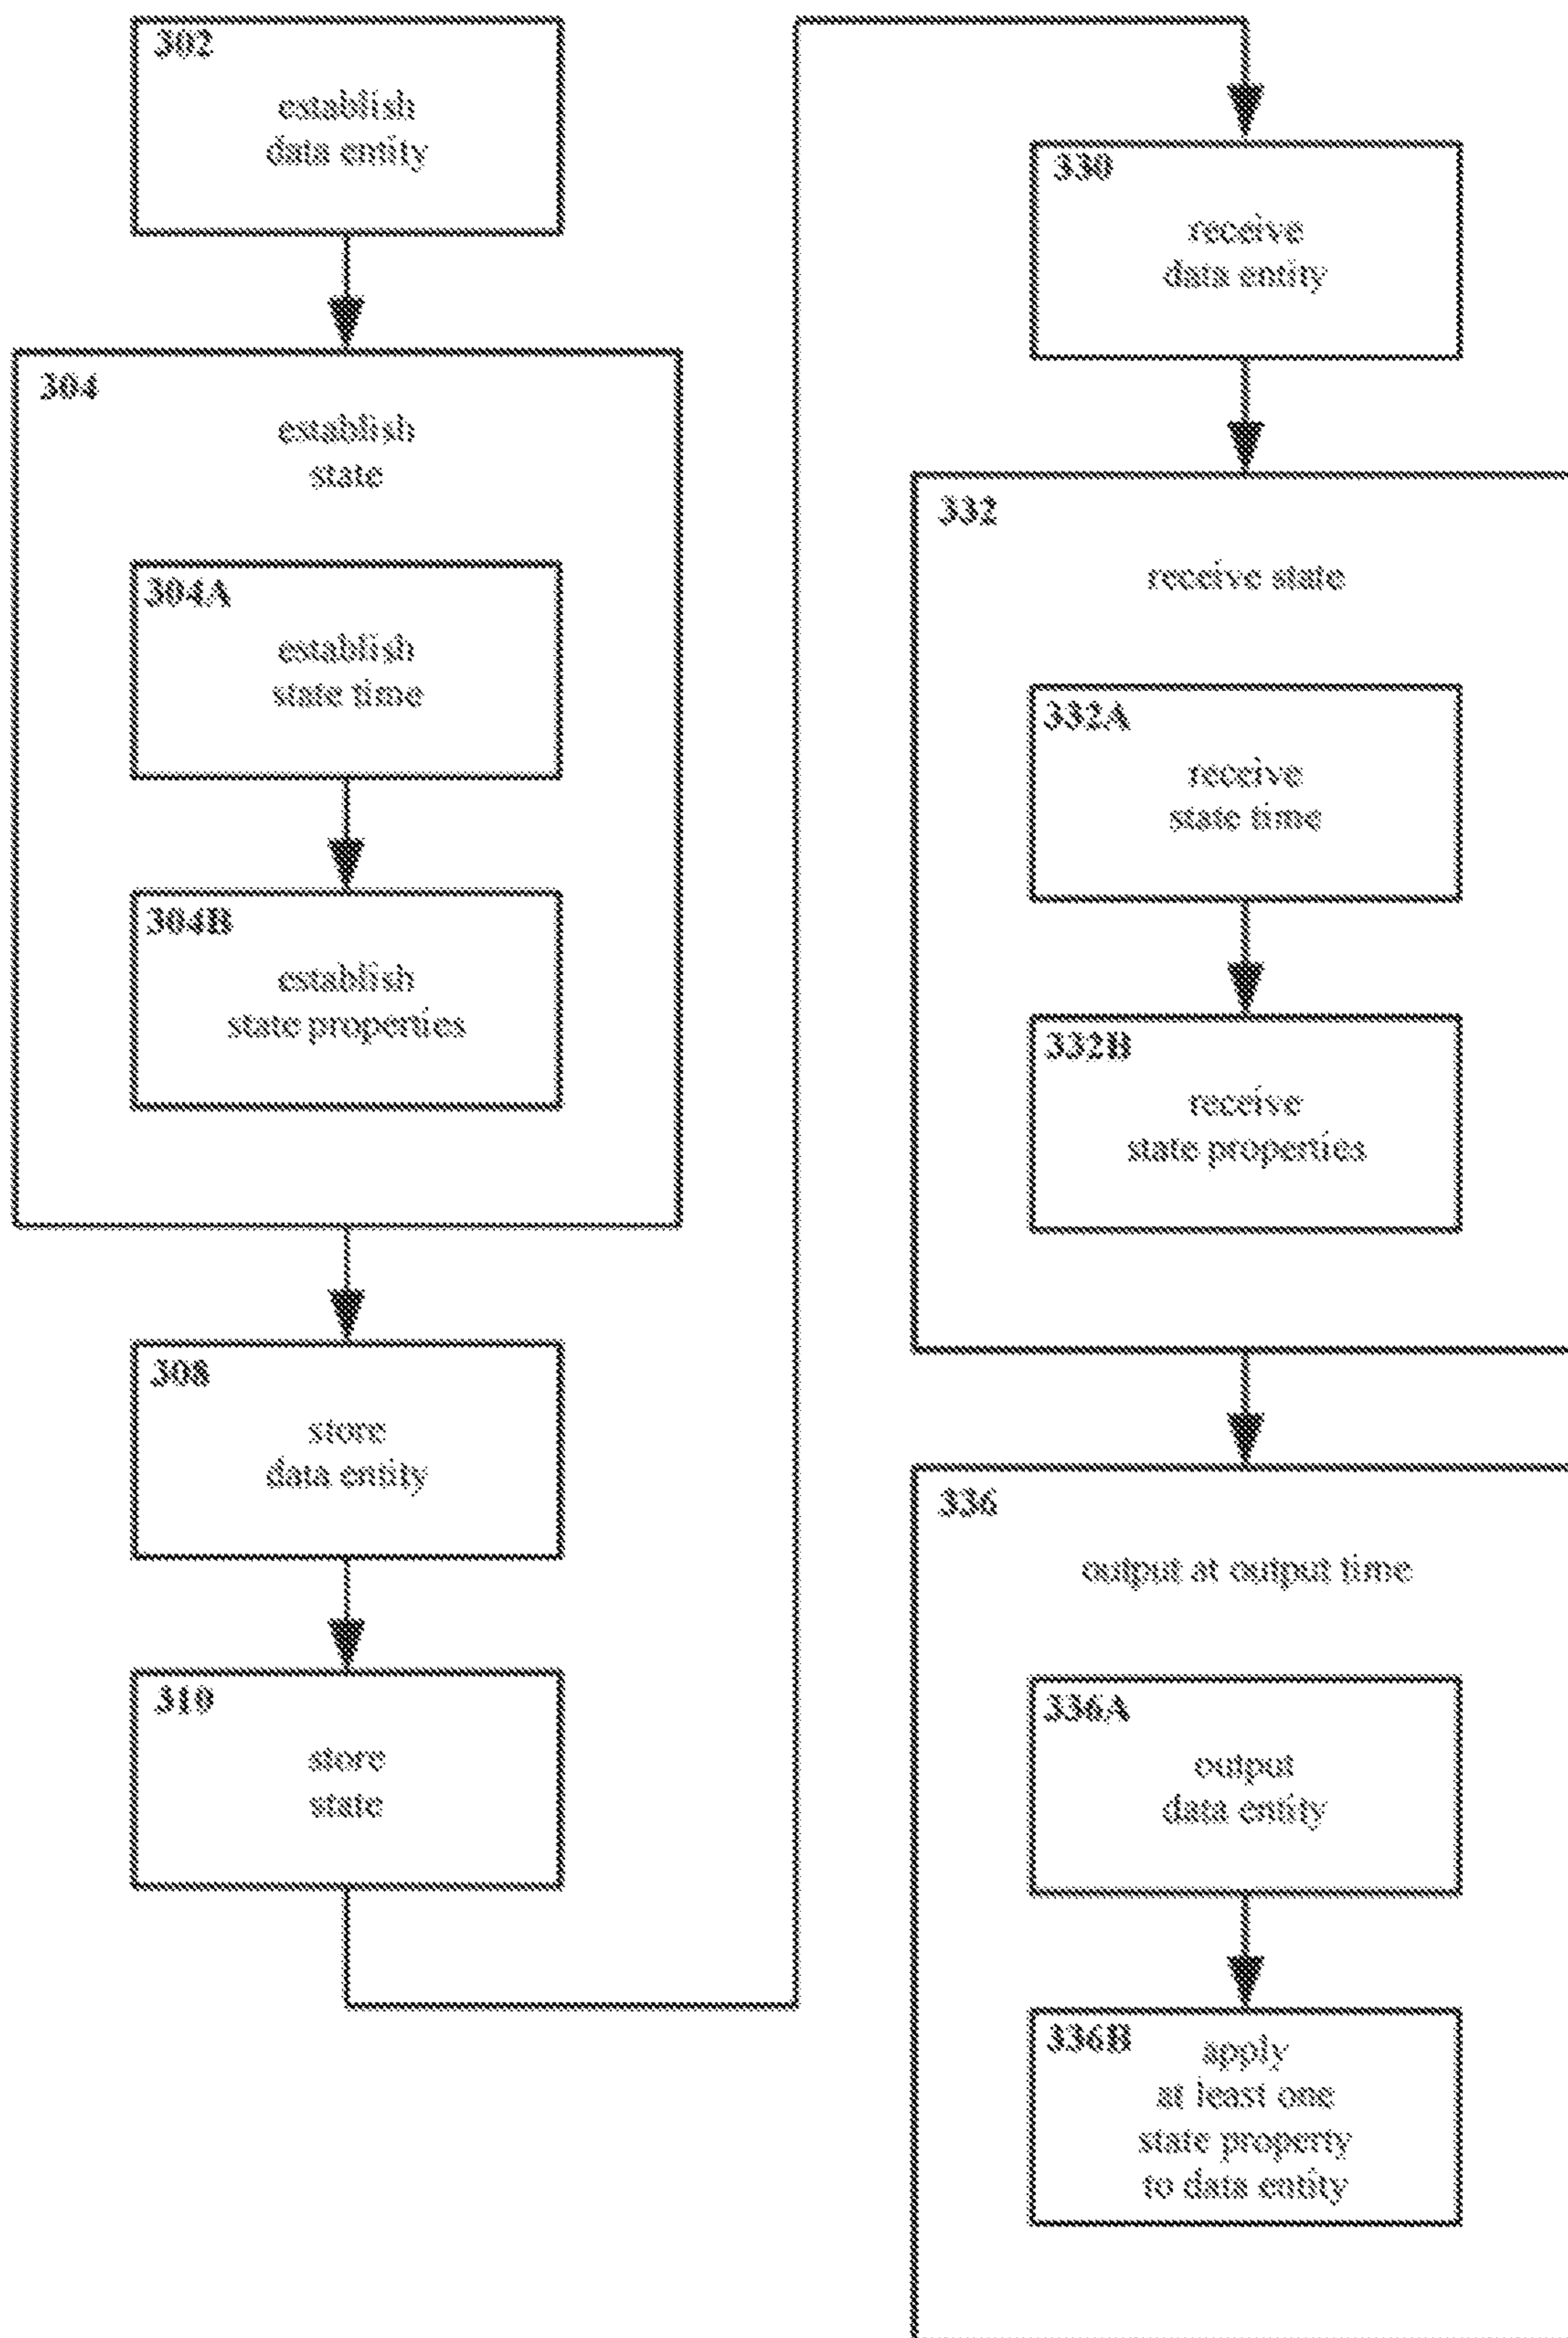 302
establish
data entity
304
establish
state
304A
establish
state time
304B
establish
state properties
308
store
data entity
310
store
state
330
receive
data entity
332
receive state
332A
receive
state time
332B
receive
state properties
336
output at output time
336A
output
data entity
336B
apply
at least one
state property
to data entity